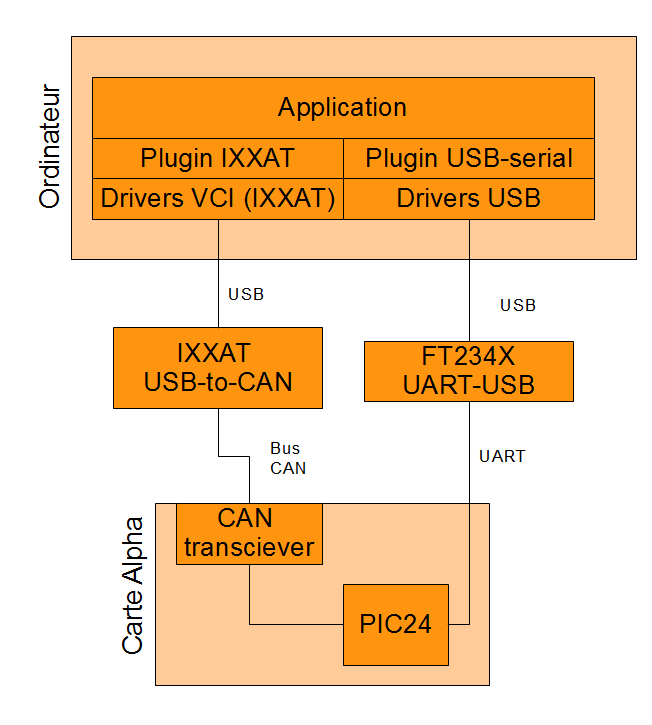 Ordinateur
Application
Plugin IXXAT
Plugin USB-serial
Drivers VCI (IXXAT)
Drivers USB
USB
USB
IXXAT
USB-to-CAN
FT234X
UART-USB
Bus
CAN
UART
Carte Alpha
CAN
transciever
PIC24